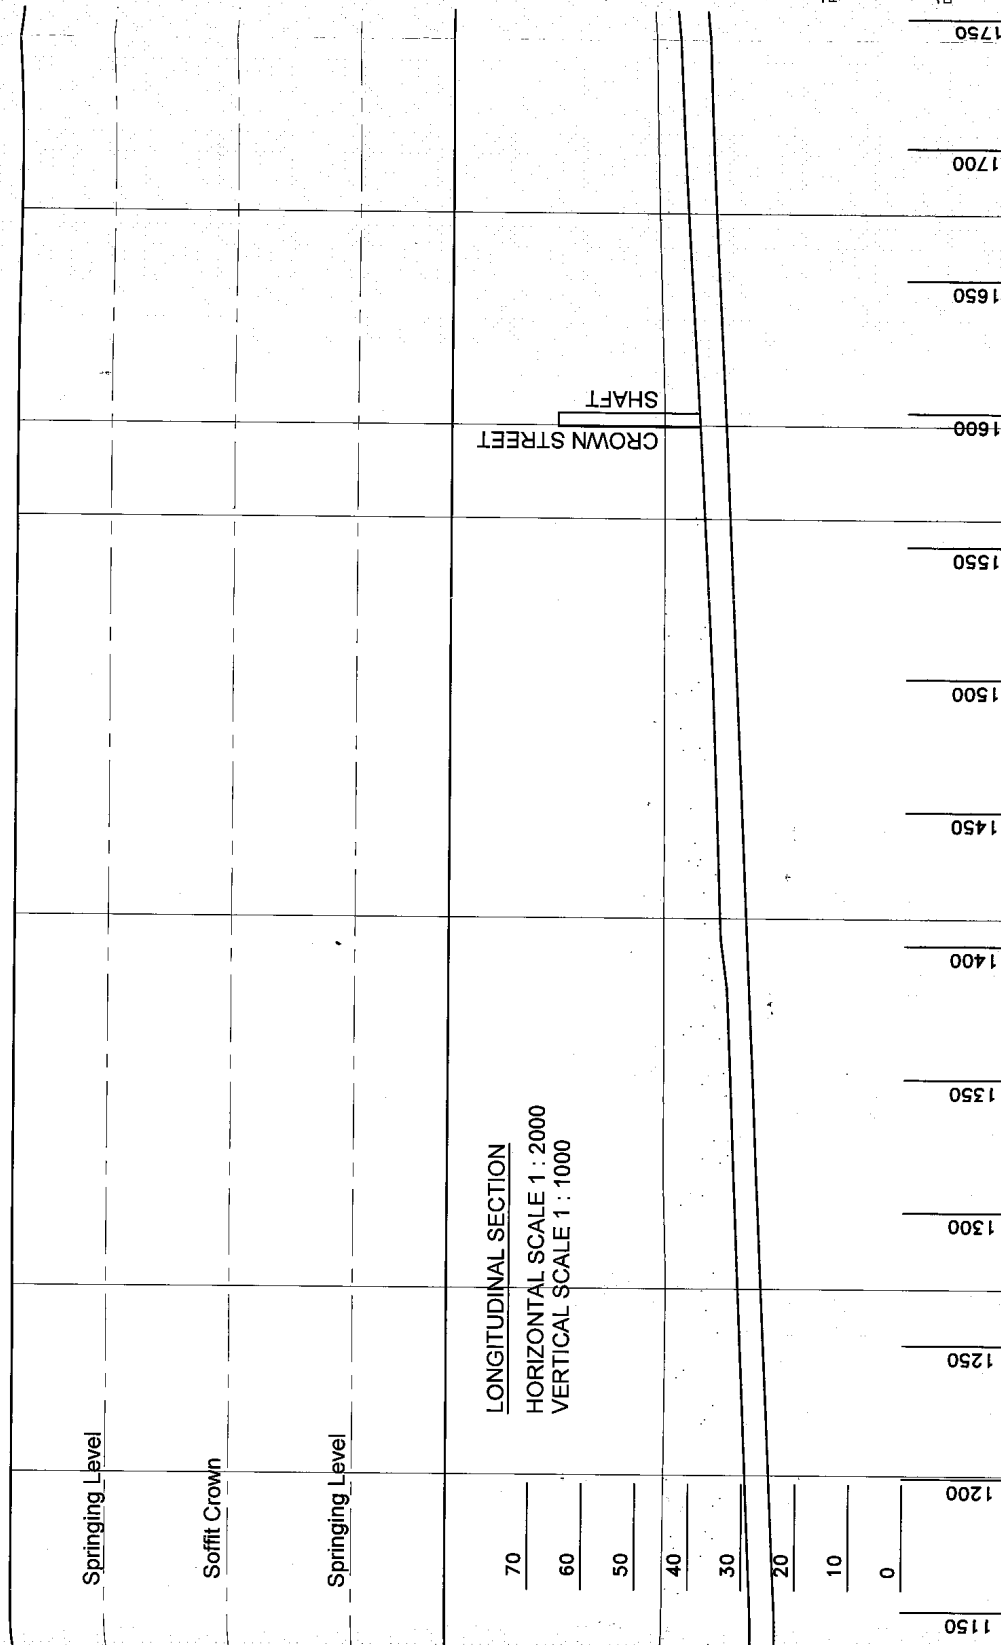 Springing Level
Soffit Crown
Springing Level
LONGITUDINAL SECTION
HORIZONTAL SCALE 1 : 2000
VERTICAL SCALE 1 : 1000
70
60
50
40
30
20
10
0
CROWN STREET
SHAFT
1150
1200
1250
1300
1350
1400
1450
1500
1550
1600
1650
1700
1750